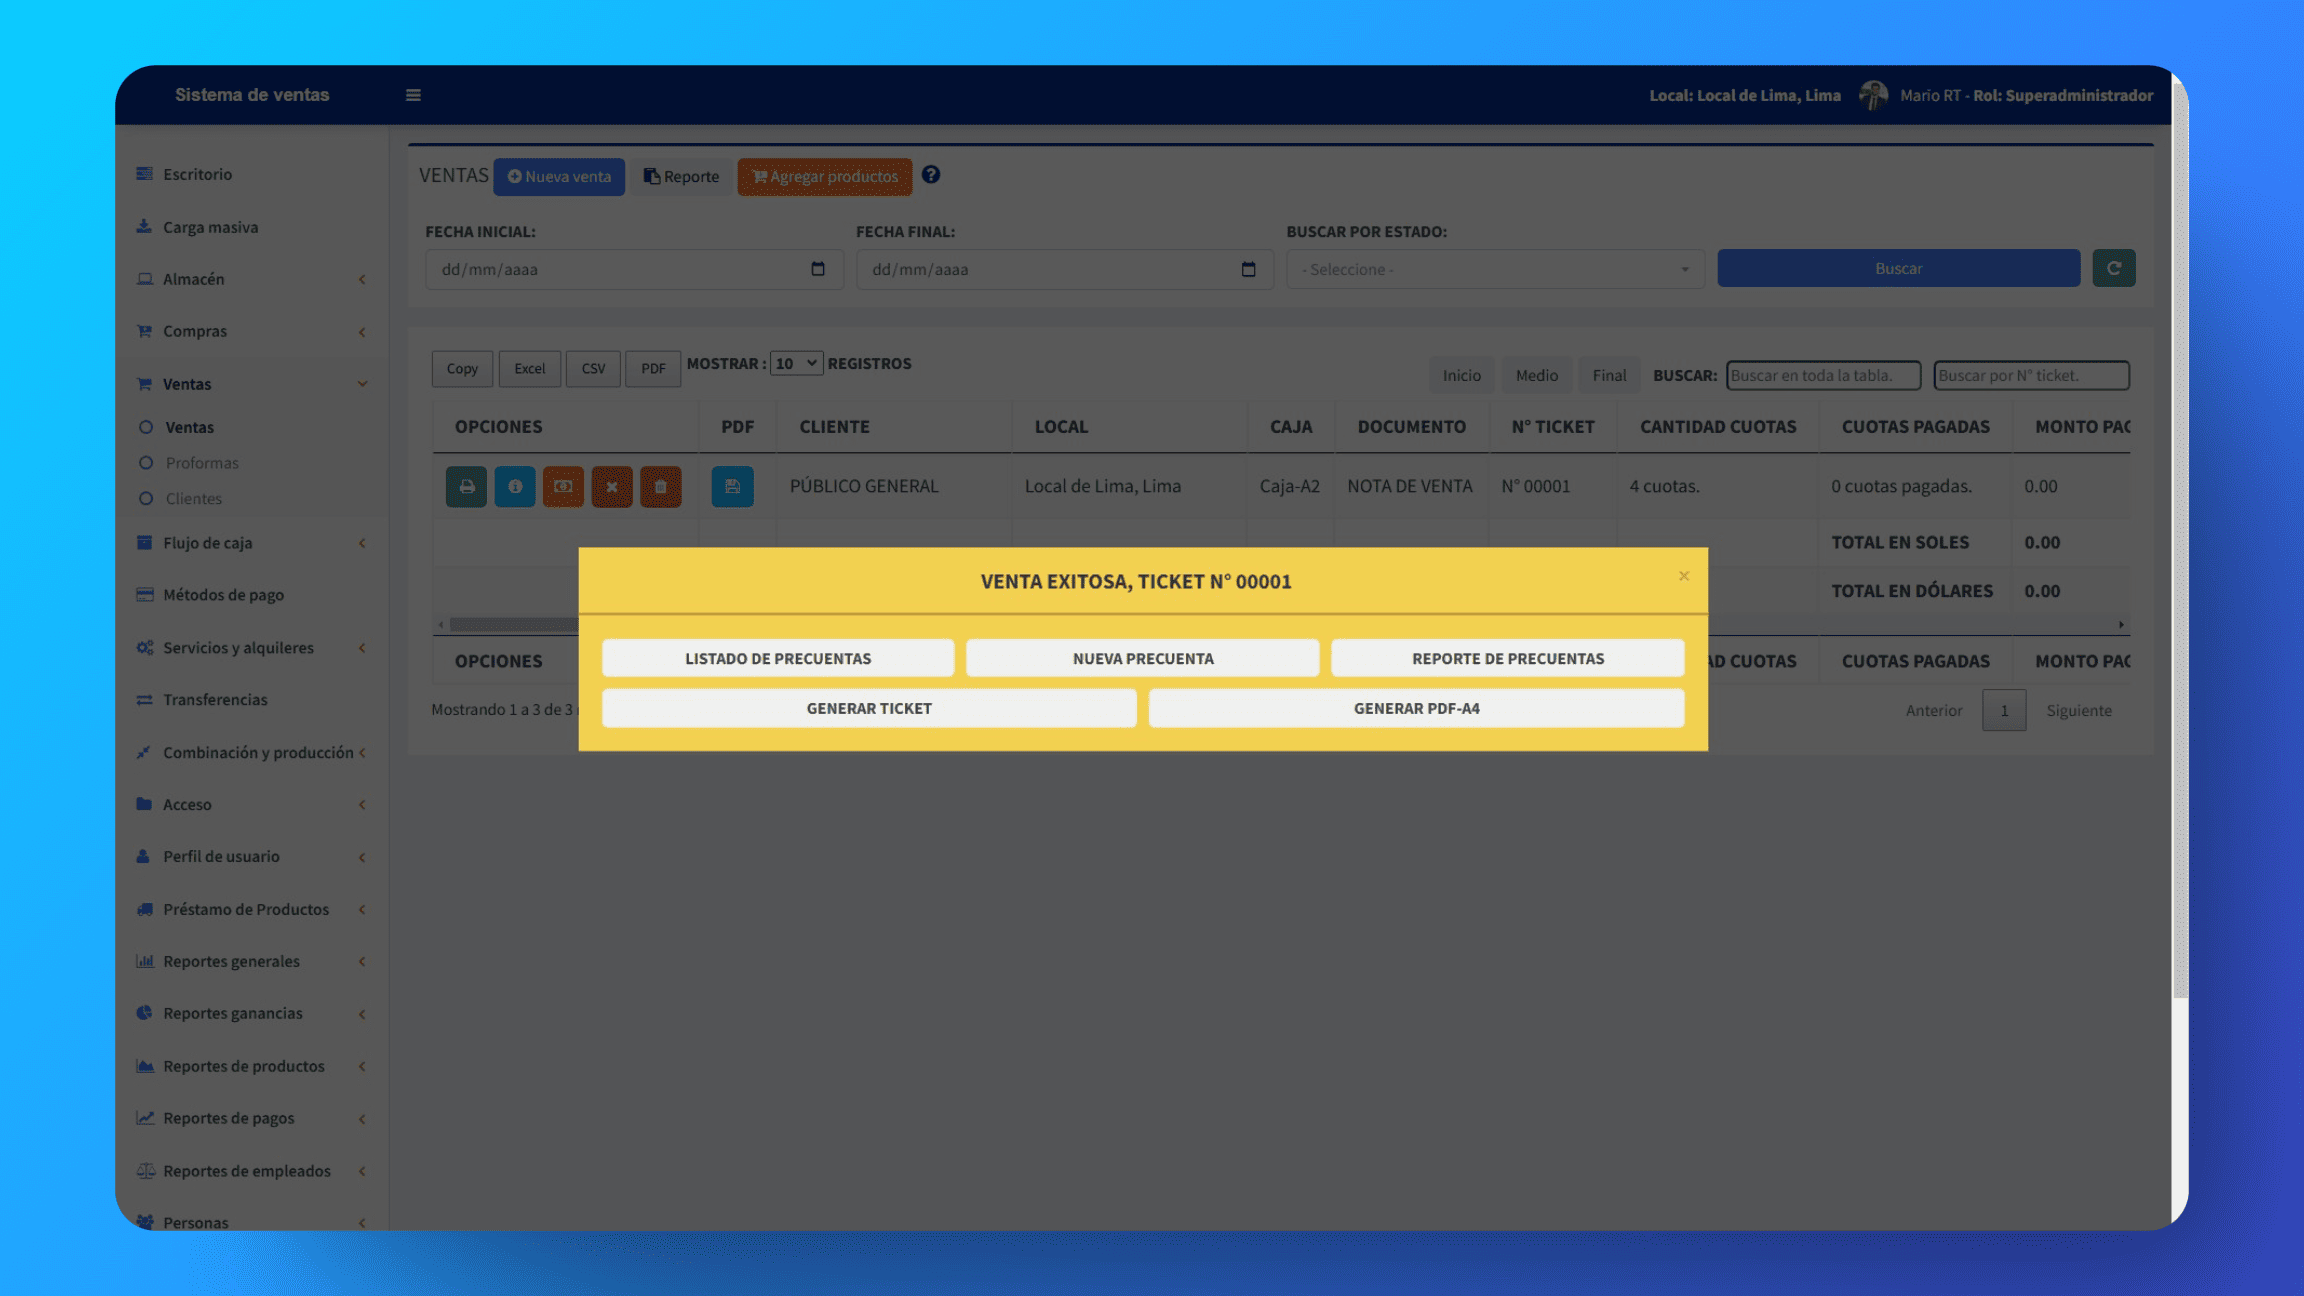 Sistema de ventas
Local: Local de Lima, Lima Mario RT - Rol: Superadministrador
Escritorio
Carga masiva
Almacén
Compras
Ventas
Ventas
Proformas
Clientes
Flujo de caja
Métodos de pago
Servicios y alquileres
Transferencias
Combinación y producción
Acceso
Perfil de usuario
Préstamo de Productos
Reportes generales
Reportes ganancias
Reportes de productos
Reportes de pagos
Reportes de empleados
Personas
VENTAS Nueva venta Reporte Agregar productos
FECHA INICIAL: FECHA FINAL: BUSCAR POR ESTADO:
dd/mm/aaaa dd/mm/aaaa - Seleccione - Buscar
Copy Excel CSV PDF MOSTRAR : 10 REGISTROS Inicio Medio Final BUSCAR: Buscar en toda la tabla. Buscar por N° ticket.
OPCIONES PDF CLIENTE LOCAL CAJA DOCUMENTO N° TICKET CANTIDAD CUOTAS CUOTAS PAGADAS MONTO PAG
PÚBLICO GENERAL Local de Lima, Lima Caja-A2 NOTA DE VENTA N° 00001 4 cuotas. 0 cuotas pagadas. 0.00
TOTAL EN SOLES 0.00
TOTAL EN DÓLARES 0.00
OPCIONES AD CUOTAS CUOTAS PAGADAS MONTO PAG
Mostrando 1 a 3 de 3 Anterior 1 Siguiente
VENTA EXITOSA, TICKET N° 00001 ×
LISTADO DE PRECUENTAS NUEVA PRECUENTA REPORTE DE PRECUENTAS
GENERAR TICKET GENERAR PDF-A4